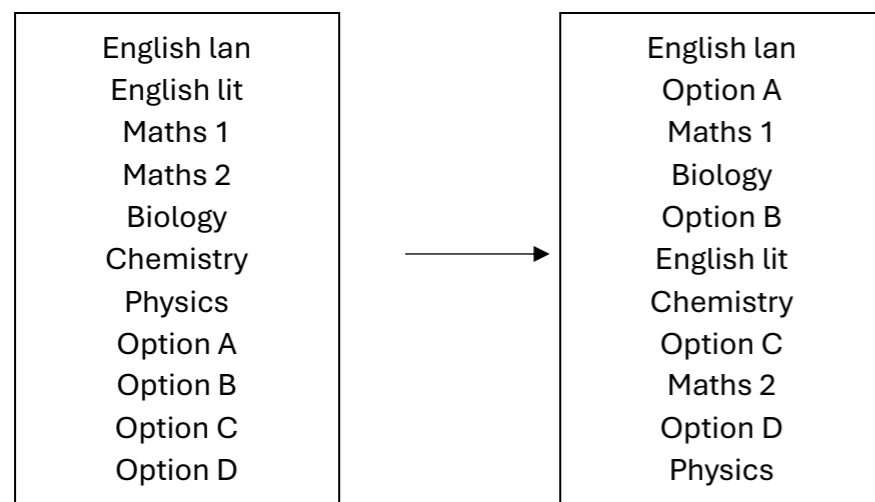 English lan
English lit
Maths 1
Maths 2
Biology
Chemistry
Physics
Option A
Option B
Option C
Option D
English lan
Option A
Maths 1
Biology
Option B
English lit
Chemistry
Option C
Maths 2
Option D
Physics